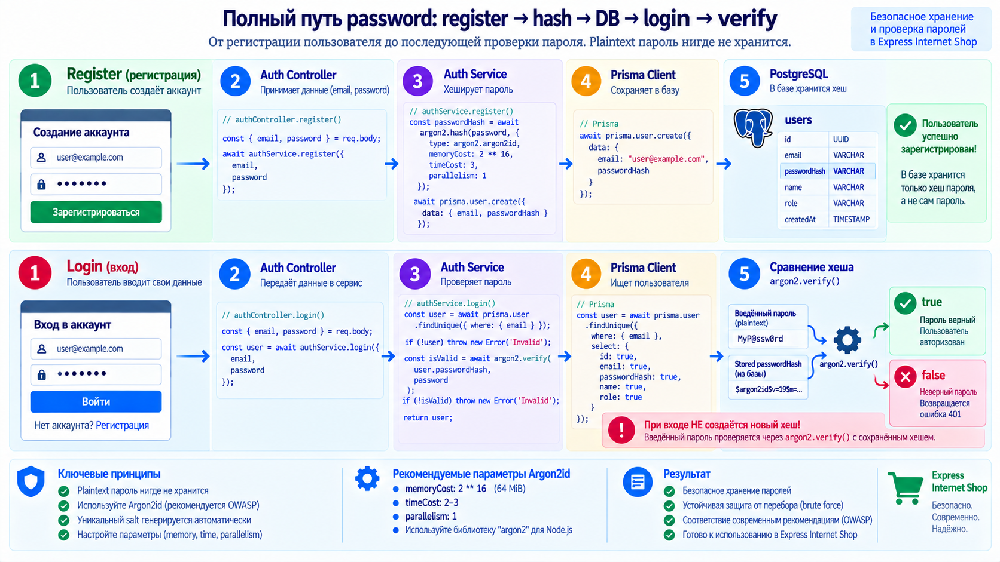 Полный путь password: register → hash → DB → login → verify
От регистрации пользователя до последующей проверки пароля. Plaintext пароль нигде не хранится.
Безопасное хранение
и проверка паролей
в Express Internet Shop
1
Register (регистрация)
Пользователь создаёт аккаунт
Создание аккаунта
user@example.com
Зарегистрироваться
2
Auth Controller
Принимает данные (email, password)
// authController.register()
const { email, password } = req.body;
await authService.register({
email,
password
});
3
Auth Service
Хеширует пароль
// authService.register()
const passwordHash = await
argon2.hash(password, {
type: argon2.argon2id,
memoryCost: 2 ** 16,
timeCost: 3,
parallelism: 1
});
await prisma.user.create({
data: { email, passwordHash }
});
4
Prisma Client
Сохраняет в базу
// Prisma
await prisma.user.create({
data: {
email: "user@example.com",
passwordHash
}
});
5
PostgreSQL
В базе хранится хеш
users
id UUID
email VARCHAR
passwordHash VARCHAR
name VARCHAR
role VARCHAR
createdAt TIMESTAMP
Пользователь
успешно
зарегистрирован!
В базе хранится
только хеш пароля,
а не сам пароль.
1
Login (вход)
Пользователь вводит свои данные
Вход в аккаунт
user@example.com
Войти
Нет аккаунта? Регистрация
2
Auth Controller
Передаёт данные в сервис
// authController.login()
const { email, password } = req.body;
const user = await authService.login({
email,
password
});
3
Auth Service
Проверяет пароль
// authService.login()
const user = await prisma.user
.findUnique({ where: { email } });
if (!user) throw new Error('Invalid');
const isValid = await argon2.verify(
user.passwordHash,
password
);
if (!isValid) throw new Error('Invalid');
return user;
4
Prisma Client
Ищет пользователя
// Prisma
const user = await prisma.user
.findUnique({
where: { email },
select: {
id: true,
email: true,
passwordHash: true,
name: true,
role: true
}
});
5
Сравнение хеша
argon2.verify()
Введённый пароль
(plaintext)
MyP@ssw0rd
Stored passwordHash
(из базы)
$argon2id$v=19$m=...
argon2.verify()
true
Пароль верный
Пользователь
авторизован
false
Неверный пароль
Возвращается
ошибка 401
!
При входе НЕ создаётся новый хеш!
Введённый пароль проверяется через argon2.verify() с сохранённым хешем.
Ключевые принципы
Plaintext пароль нигде не хранится
Используйте Argon2id (рекомендуется OWASP)
Уникальный salt генерируется автоматически
Настройте параметры (memory, time, parallelism)
Рекомендуемые параметры Argon2id
memoryCost: 2 ** 16 (64 MiB)
timeCost: 2–3
parallelism: 1
Используйте библиотеку "argon2" для Node.js
Результат
Безопасное хранение паролей
Устойчивая защита от перебора (brute force)
Соответствие современным рекомендациям (OWASP)
Готово к использованию в Express Internet Shop
Express
Internet Shop
Безопасно.
Современно.
Надёжно.